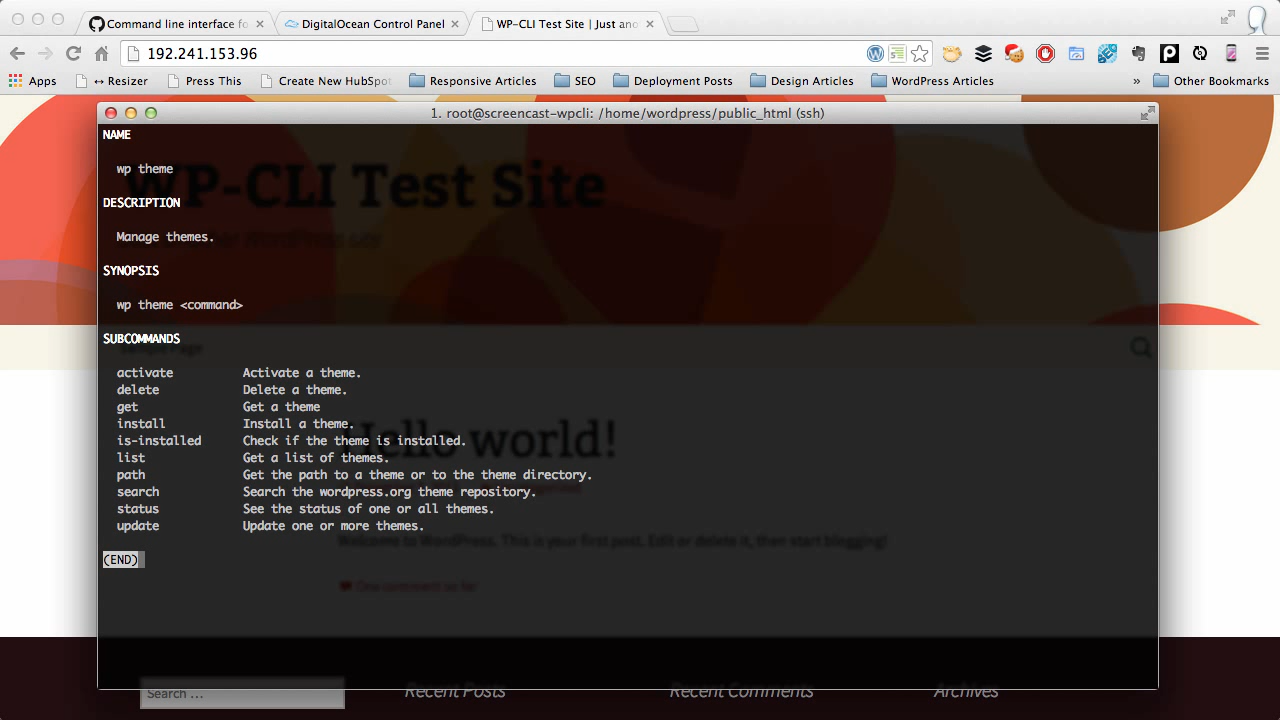 Command line interface fo
DigitalOcean Control Panel
WP-CLI Test Site | Just ano
192.241.153.96
Apps
↔ Resizer
Press This
Create New HubSpot
Responsive Articles
SEO
Deployment Posts
Design Articles
WordPress Articles
»
Other Bookmarks
1. root@screencast-wpcli: /home/wordpress/public_html (ssh)
NAME
wp theme
WP-CLI Test Site
DESCRIPTION
Manage themes.
WordPress site
SYNOPSIS
wp theme <command>
SUBCOMMANDS
Page
activate Activate a theme.
delete Delete a theme.
get Get a theme
install Install a theme.
is-installed Check if the theme is installed.
Hello world!
list Get a list of themes.
path Get the path to a theme or to the theme directory.
search Search the wordpress.org theme repository.
status See the status of one or all themes.
update Update one or more themes.
Welcome to WordPress. This is your first post. Edit or delete it, then start blogging!
(END)
One comment so far
Search …
Recent Posts
Recent Comments
Archives